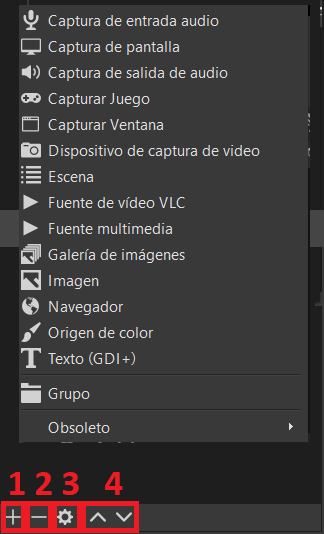 Captura de entrada audio
Captura de pantalla
Captura de salida de audio
Capturar Juego
Capturar Ventana
Dispositivo de captura de video
Escena
Fuente de vídeo VLC
Fuente multimedia
Galería de imágenes
Imagen
Navegador
Origen de color
Texto (GDI+)
Grupo
Obsoleto
1 2 3 4